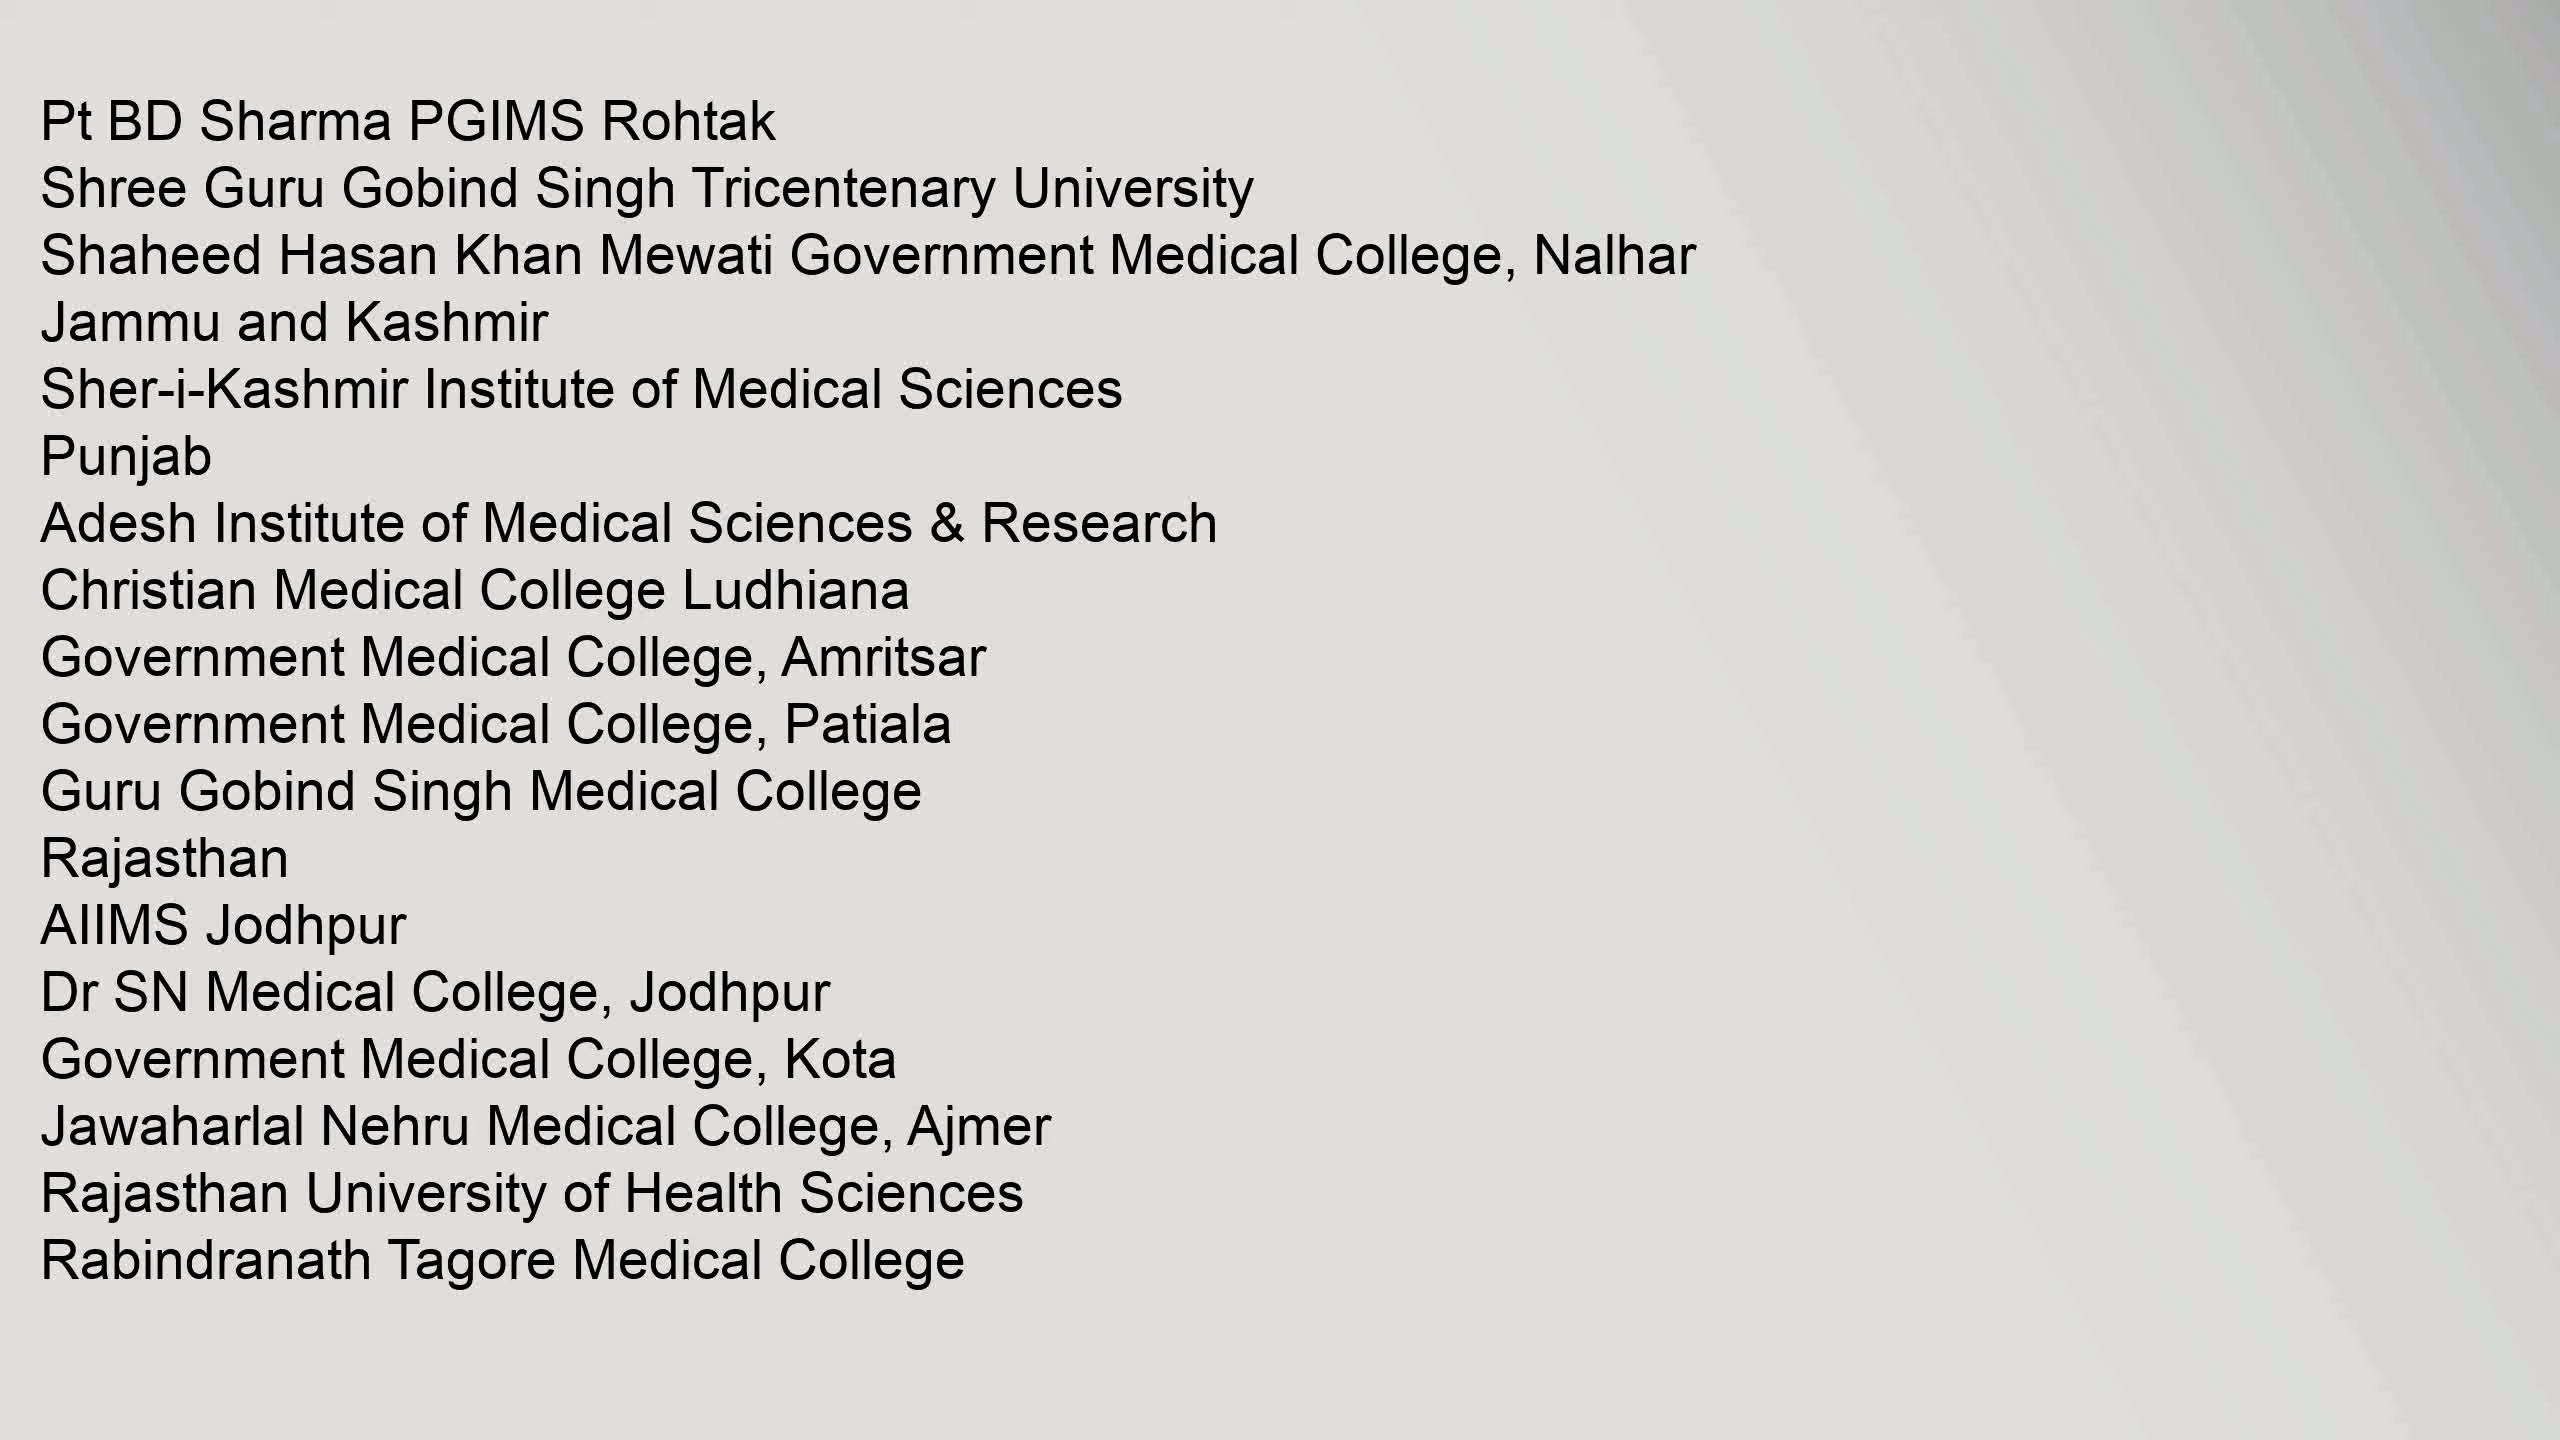 Pt BD Sharma PGIMS Rohtak
Shree Guru Gobind Singh Tricentenary University
Shaheed Hasan Khan Mewati Government Medical College, Nalhar
Jammu and Kashmir
Sher-i-Kashmir Institute of Medical Sciences
Punjab
Adesh Institute of Medical Sciences & Research
Christian Medical College Ludhiana
Government Medical College, Amritsar
Government Medical College, Patiala
Guru Gobind Singh Medical College
Rajasthan
AIIMS Jodhpur
Dr SN Medical College, Jodhpur
Government Medical College, Kota
Jawaharlal Nehru Medical College, Ajmer
Rajasthan University of Health Sciences
Rabindranath Tagore Medical College